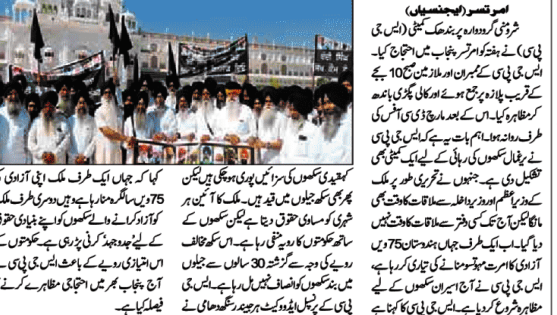 امرتسر (ایجنسیاں)
شرومنی گرودوارہ پربندھک کمیٹی (ایس جی
پی سی) نے ہفتہ کو امرتسر پنجاب میں احتجاج کیا۔
ایس جی پی سی کے ممبران اور ملازمین صبح 10 بجے
کے قریب پلازہ پر جمع ہوئے اور کالی پگڑی باندھ
کر مظاہرہ کیا۔ اس کے بعد مارچ ڈی سی آفس کی
طرف روانہ ہوا۔ اہم بات یہ ہے کہ ایس جی پی سی
نے یرغمال سکھوں کی رہائی کے لیے ایک کمیٹی بھی
تشکیل دی ہے۔ جنہوں نے تحریری طور پر ملک
کے وزیر اعظم اور وزیر داخلہ سے ملاقات کا وقت بھی
مانگا لیکن آج تک کسی دفتر سے ملاقات کا وقت نہیں
دیا گیا۔ اب ایک طرف جہاں ہندوستان 75 ویں
آزادی کا امرت مہوتسو منانے کی تیاری کر رہا ہے،
ایس جی پی سی نے آج اسیران سکھوں کے لیے
مظاہرہ شروع کر دیا ہے۔ ایس جی پی سی کا کہنا ہے
کہ قیدی سکھوں کی سزائیں پوری ہو چکی ہیں لیکن
پھر بھی سکھ جیلوں میں قید ہیں۔ ملک کا آئین ہر
شہری کو مساوی حقوق دیتا ہے لیکن سکھوں کے
ساتھ حکومتوں کا رویہ منفی رہا ہے۔ اس سکھ مخالف
رویے کی وجہ سے گزشتہ 30 سالوں سے جیلوں
میں بند سکھوں کو انصاف نہیں مل رہا ہے۔ ایس جی
پی سی کے پرنسپل ایڈووکیٹ ہرجیندر سنگھ دھامی نے
کہا کہ جہاں ایک طرف ملک اپنی آزادی کی
75 ویں سالگرہ منا رہا ہے وہیں دوسری طرف ملک
کو آزاد کرانے والے سکھوں کو اپنے بنیادی حقوق
کے لیے جدوجہد کرنی پڑ رہی ہے۔ حکومتوں کے
اس امتیازی رویے کے باعث ایس جی پی سی نے
آج پنجاب بھر میں احتجاجی مظاہرے کرنے کا
فیصلہ کیا ہے۔